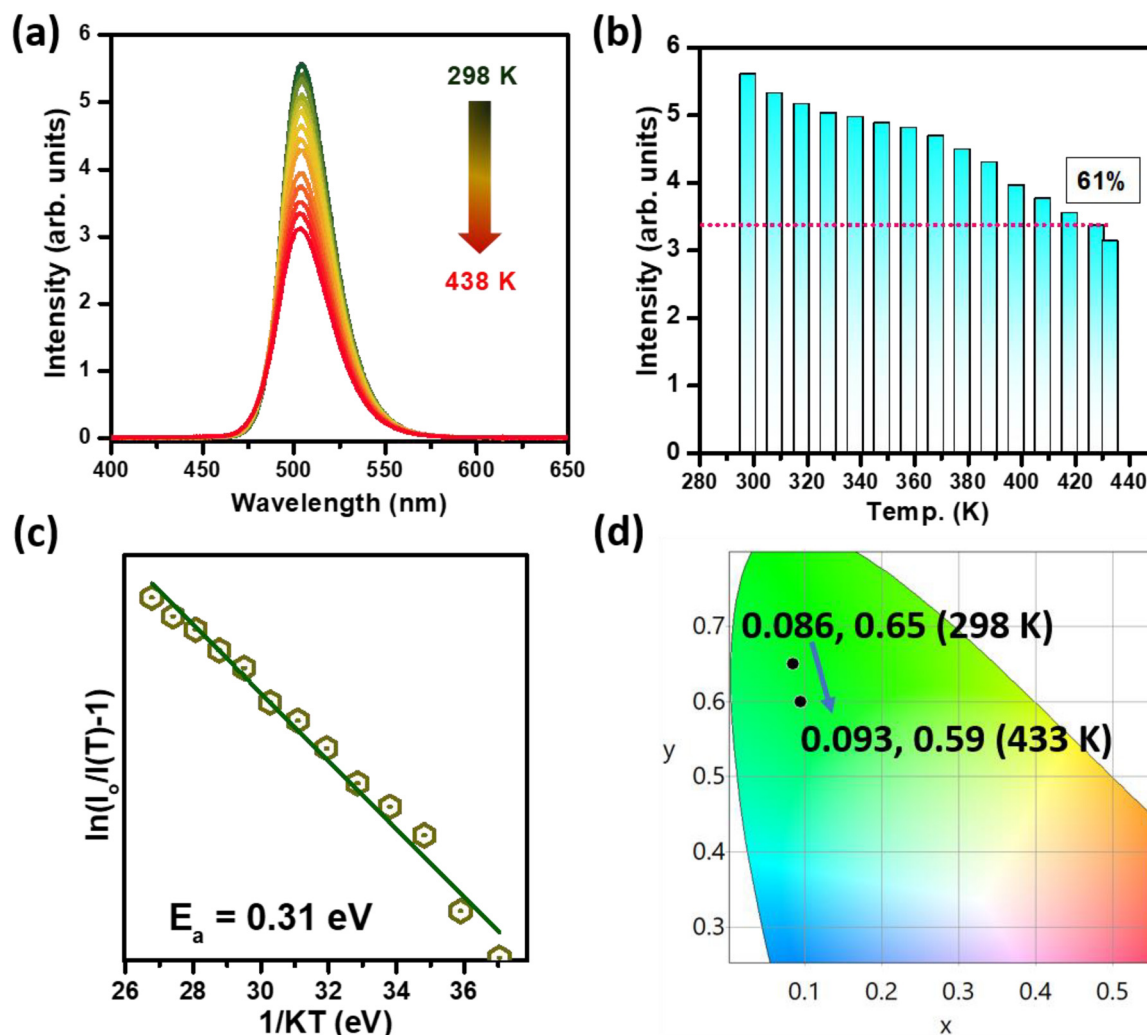 (a)
6
5
4
3
2
1
0
Intensity (arb. units)
298 K
438 K
400 450 500 550 600 650
Wavelength (nm)
(b)
6
5
4
3
2
1
0
Intensity (arb. units)
61%
280 300 320 340 360 380 400 420 440
Temp. (K)
(c)
ln(I₀/I(T)-1)
Eₐ = 0.31 eV
26 28 30 32 34 36
1/KT (eV)
(d)
0.7
0.6
0.5
0.4
0.3
y
0.086, 0.65 (298 K)
0.093, 0.59 (433 K)
0.1 0.2 0.3 0.4 0.5
x